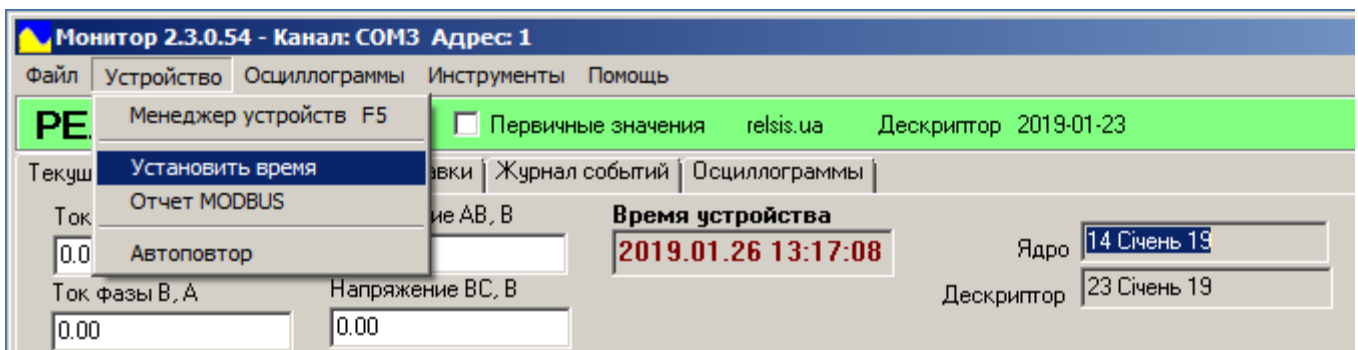 Монитор 2.3.0.54 - Канал: COM3 Адрес: 1
Файл Устройство Осциллограммы Инструменты Помощь
Менеджер устройств F5
Первичные значения relsis.ua Дескриптор 2019-01-23
Установить время
Журнал событий Осциллограммы
Отчет MODBUS
Ток АВ, В Время устройства
2019.01.26 13:17:08 Ядро 14 Січень 19
Автоповтор
Ток фазы В, А Напряжение ВС, В Дескриптор 23 Січень 19
0.00 0.00